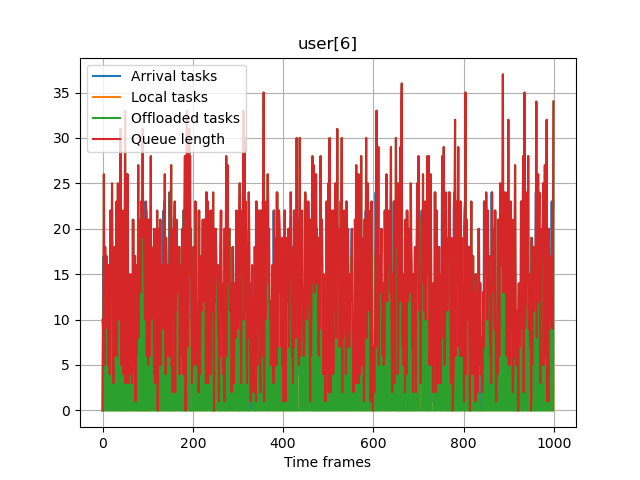 user[6]
Arrival tasks
Local tasks
Offloaded tasks
Queue length
35
30
25
20
15
10
5
0
0 200 400 600 800 1000
Time frames